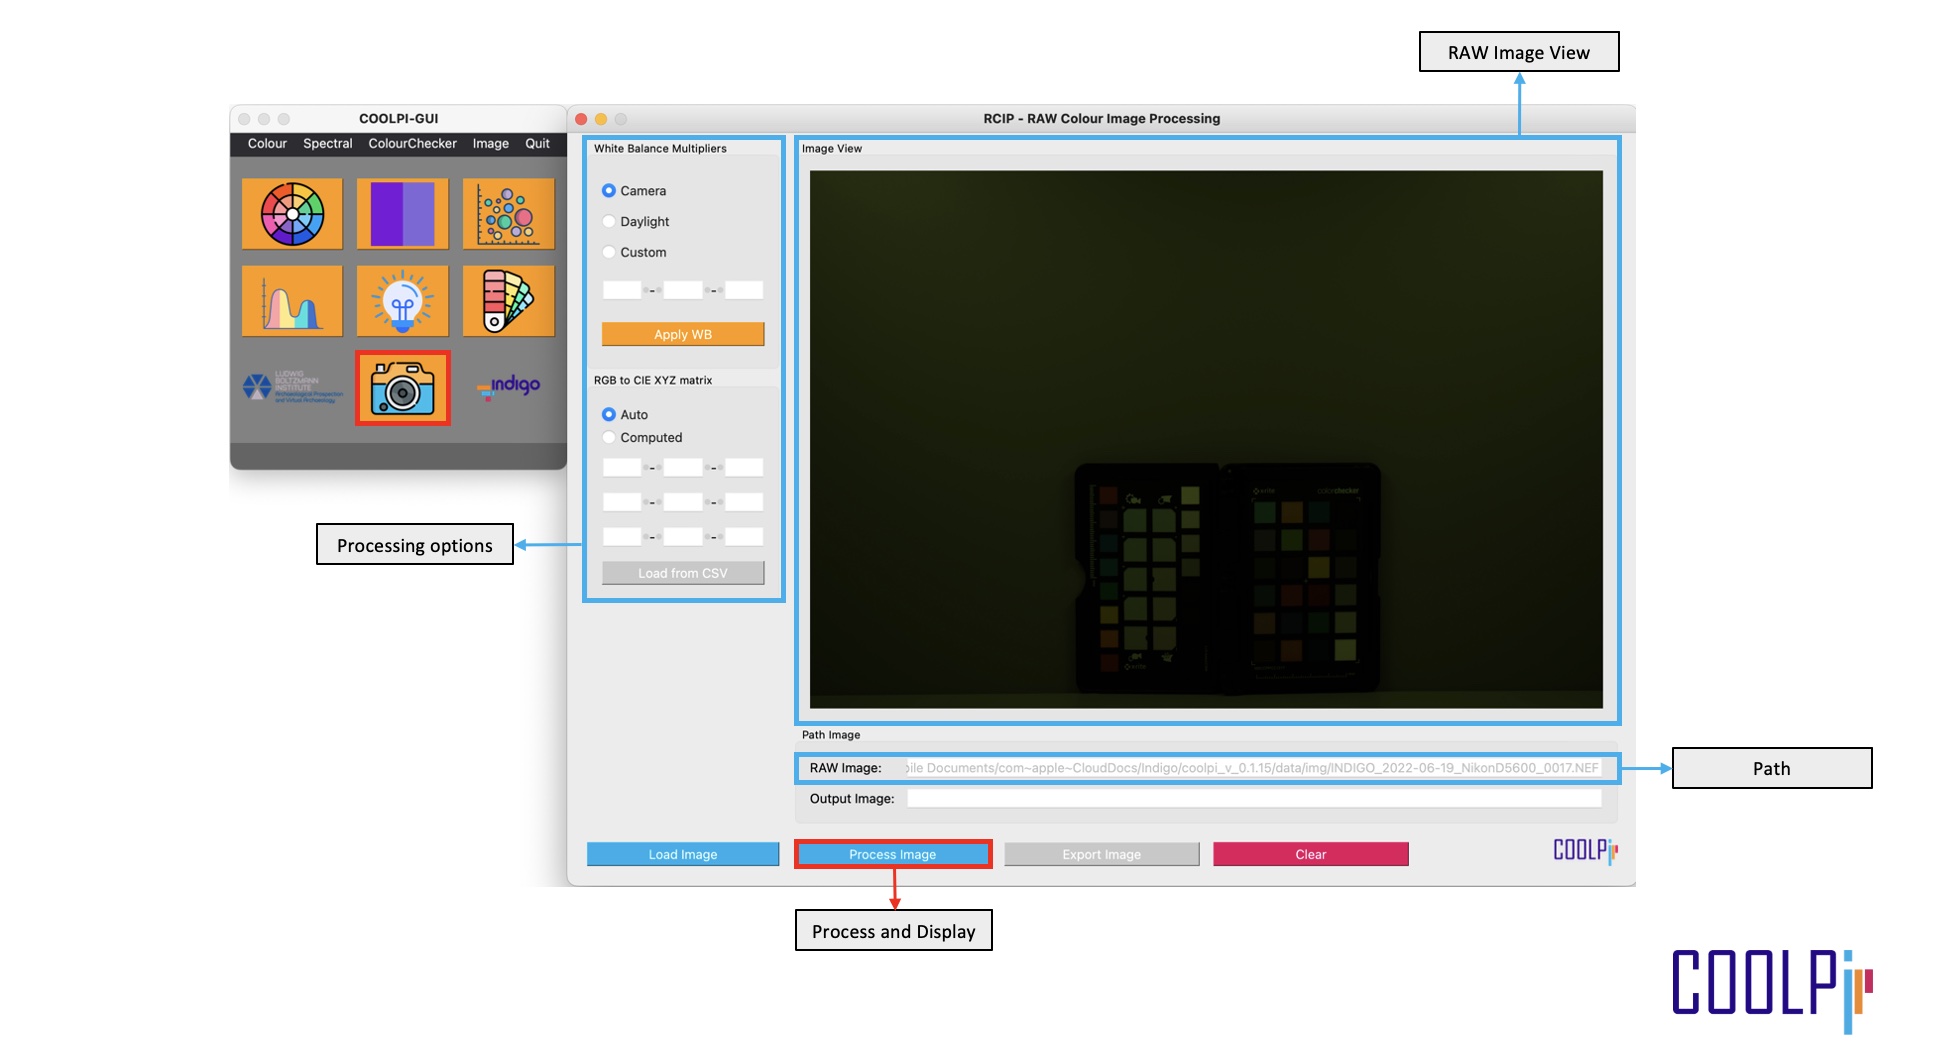 RAW Image View
COOLPI-GUI
Colour Spectral ColourChecker Image Quit
LUDWIG
BOLTZMANN
INSTITUTE
Archaeological Prospection
and Virtual Archaeology
indigo
RCIP - RAW Colour Image Processing
White Balance Multipliers
Camera
Daylight
Custom
Apply WB
RGB to CIE XYZ matrix
Auto
Computed
Load from CSV
Processing options
Image View
colorchecker
Path Image
RAW Image: ile Documents/com~apple~CloudDocs/Indigo/coolpi_v_0.1.15/data/img/INDIGO_2022-06-19_NikonD5600_0017.NEF
Path
Output Image:
Load Image Process Image Export Image Clear
COOLPi
Process and Display
COOLPi